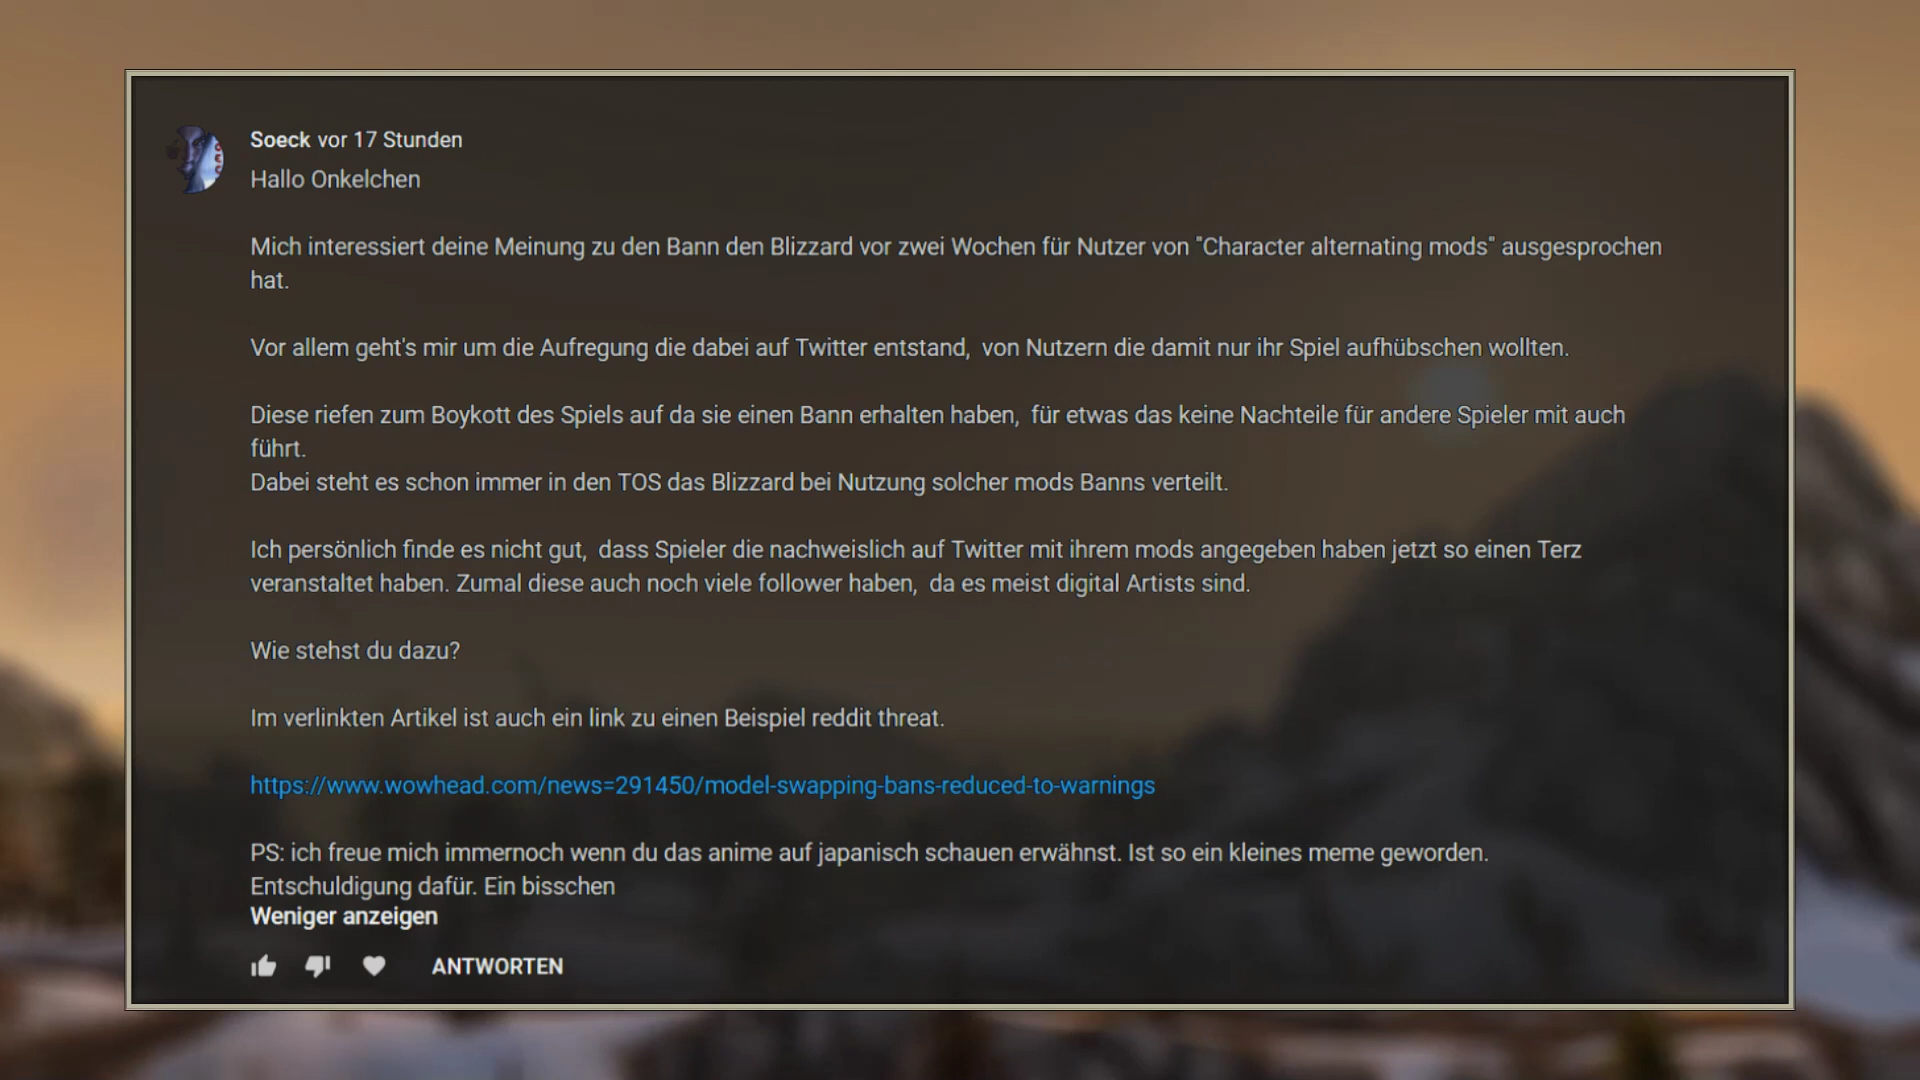 Soeck vor 17 Stunden
Hallo Onkelchen
Mich interessiert deine Meinung zu den Bann den Blizzard vor zwei Wochen für Nutzer von "Character alternating mods" ausgesprochen
hat.
Vor allem geht's mir um die Aufregung die dabei auf Twitter entstand, von Nutzern die damit nur ihr Spiel aufhübschen wollten.
Diese riefen zum Boykott des Spiels auf da sie einen Bann erhalten haben, für etwas das keine Nachteile für andere Spieler mit auch
führt.
Dabei steht es schon immer in den TOS das Blizzard bei Nutzung solcher mods Banns verteilt.
Ich persönlich finde es nicht gut, dass Spieler die nachweislich auf Twitter mit ihrem mods angegeben haben jetzt so einen Terz
veranstaltet haben. Zumal diese auch noch viele follower haben, da es meist digital Artists sind.
Wie stehst du dazu?
Im verlinkten Artikel ist auch ein link zu einen Beispiel reddit threat.
https://www.wowhead.com/news=291450/model-swapping-bans-reduced-to-warnings
PS: ich freue mich immernoch wenn du das anime auf japanisch schauen erwähnst. Ist so ein kleines meme geworden.
Entschuldigung dafür. Ein bisschen
Weniger anzeigen
ANTWORTEN